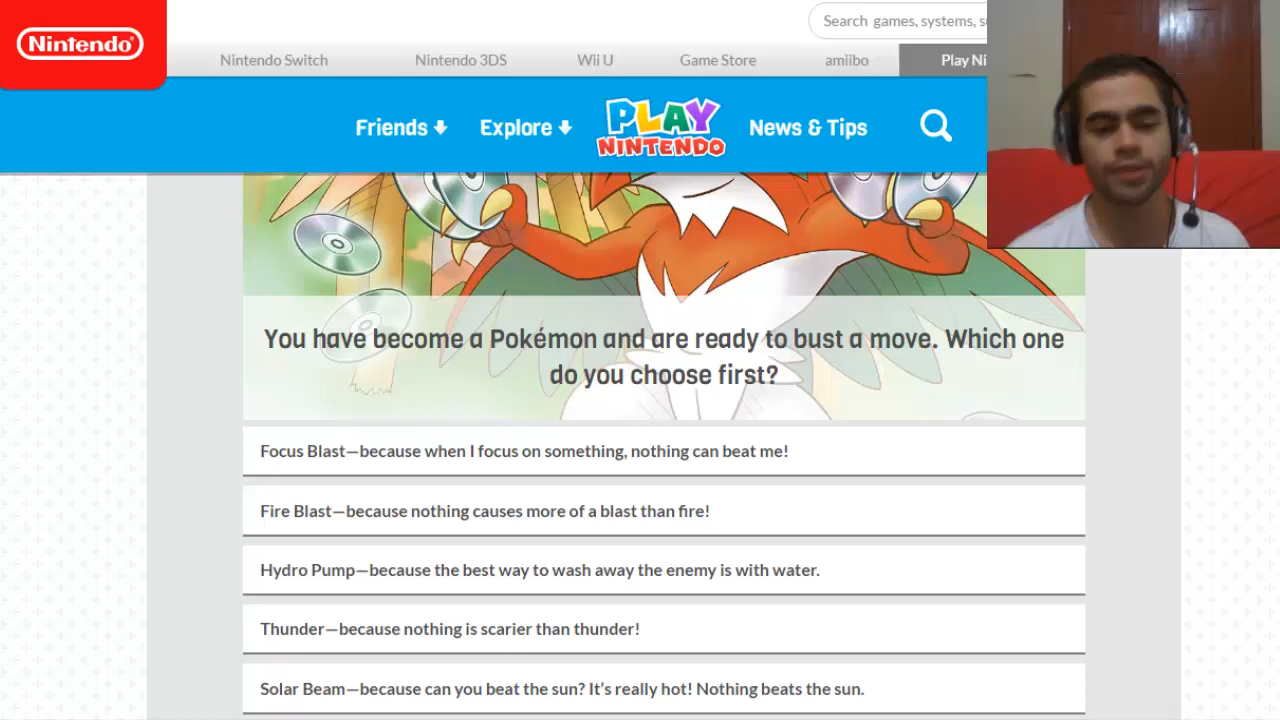 Nintendo
Search games, systems,
Nintendo Switch
Nintendo 3DS
Wii U
Game Store
amiibo
Play
Friends
Explore
PLAY
NINTENDO
News & Tips
You have become a Pokémon and are ready to bust a move. Which one
do you choose first?
Focus Blast—because when I focus on something, nothing can beat me!
Fire Blast—because nothing causes more of a blast than fire!
Hydro Pump—because the best way to wash away the enemy is with water.
Thunder—because nothing is scarier than thunder!
Solar Beam—because can you beat the sun? It's really hot! Nothing beats the sun.